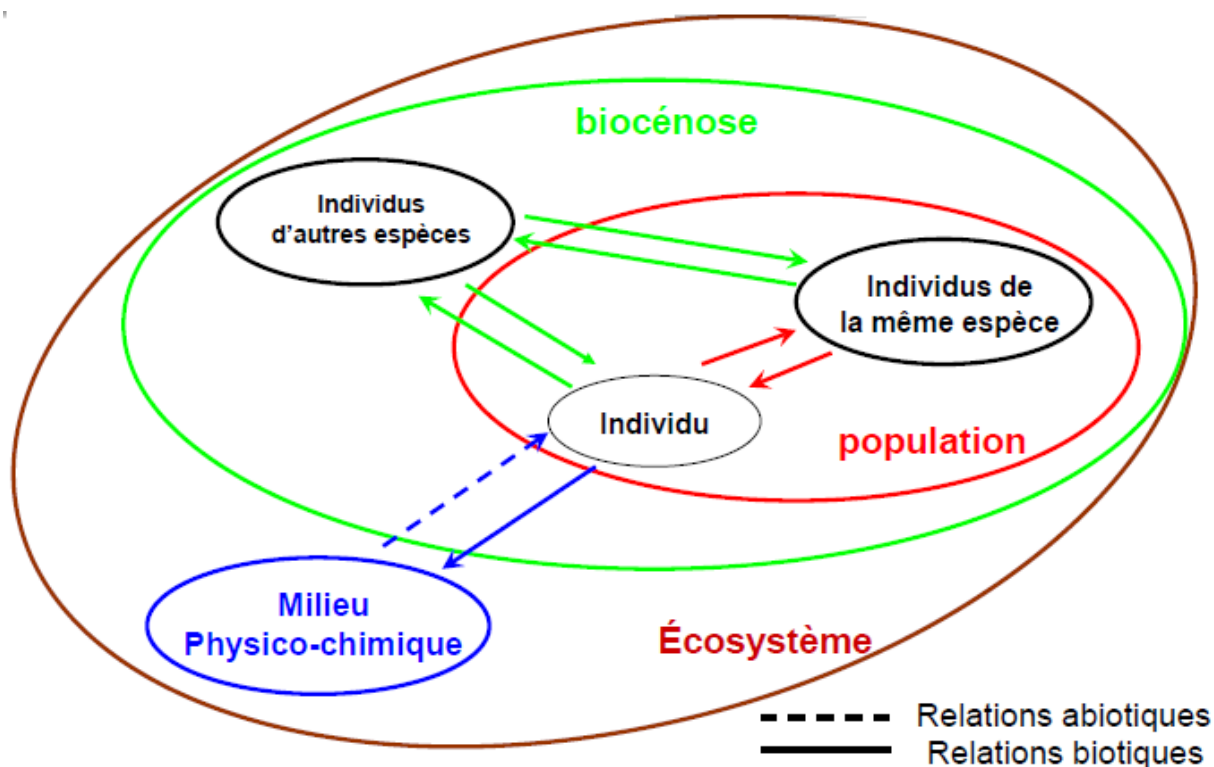 biocénose
Individus
d'autres espèces
Individus de
la même espèce
Individu
population
Milieu
Physico-chimique
Écosystème
Relations abiotiques
Relations biotiques